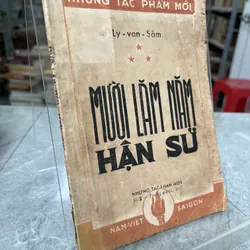 NHỮNG TÁC PHẨM MỚI
Lý-văn-Sâm
MƯỜI LĂM NĂM
HẬN SỬ
NHỮNG TÁC PHẨM MỚI
NAM-VIỆT
SAIGON